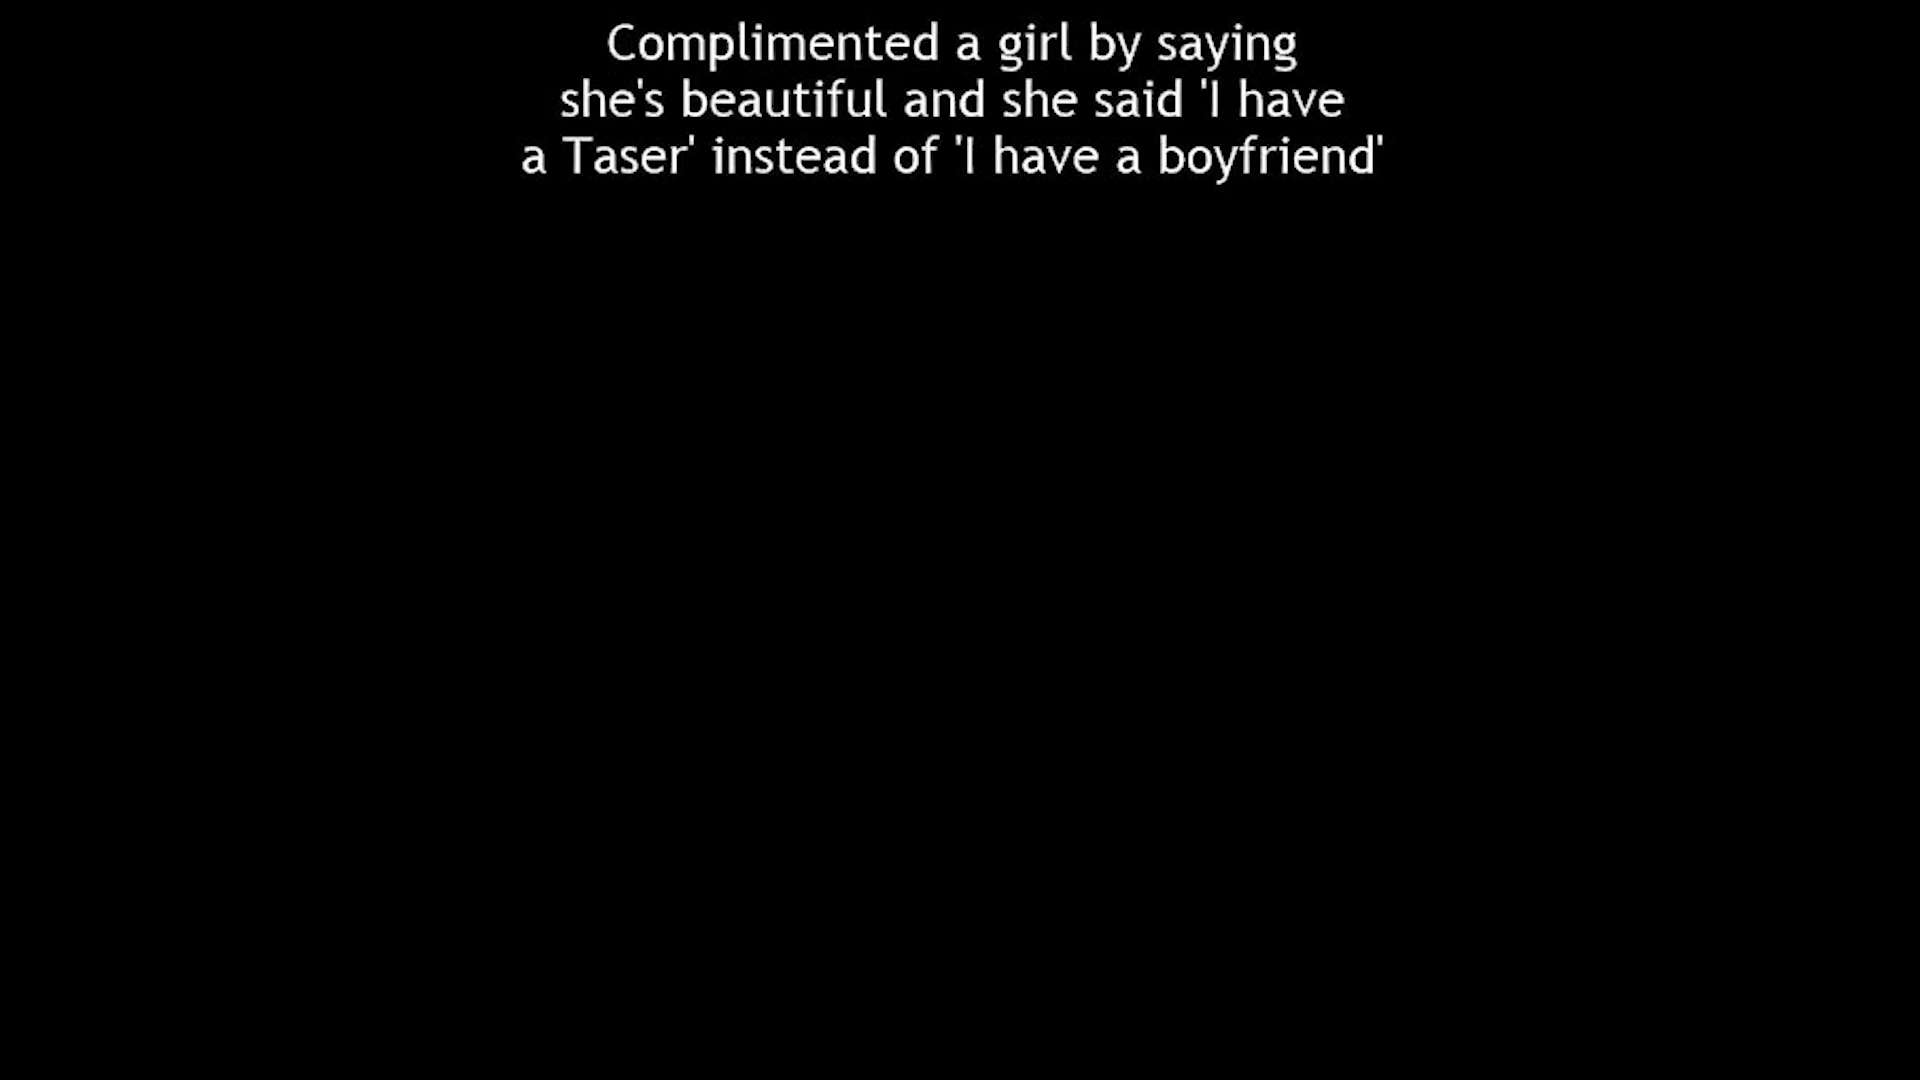 Complimented a girl by saying
she's beautiful and she said 'I have
a Taser' instead of 'I have a boyfriend'